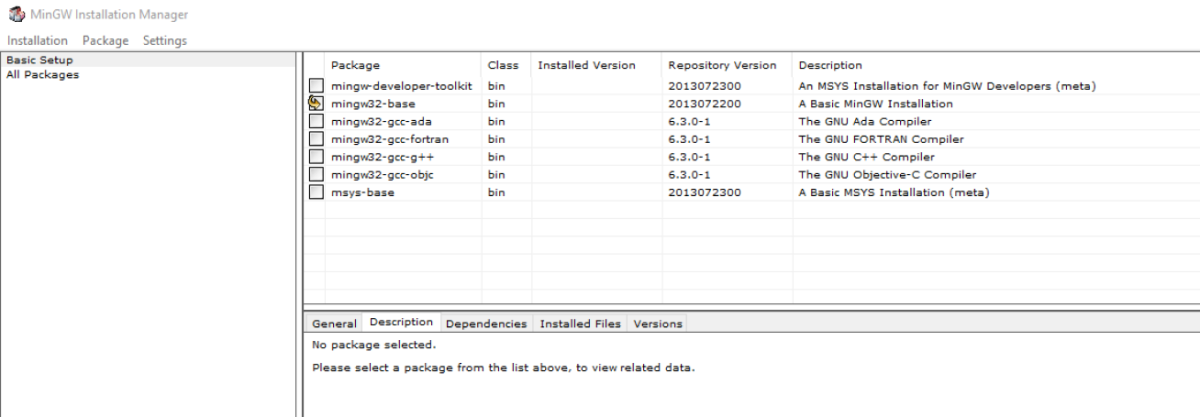 MinGW Installation Manager
Installation Package Settings
Basic Setup
All Packages
Package Class Installed Version Repository Version Description
mingw-developer-toolkit bin 2013072300 An MSYS Installation for MinGW Developers (meta)
mingw32-base bin 2013072200 A Basic MinGW Installation
mingw32-gcc-ada bin 6.3.0-1 The GNU Ada Compiler
mingw32-gcc-fortran bin 6.3.0-1 The GNU FORTRAN Compiler
mingw32-gcc-g++ bin 6.3.0-1 The GNU C++ Compiler
mingw32-gcc-objc bin 6.3.0-1 The GNU Objective-C Compiler
msys-base bin 2013072300 A Basic MSYS Installation (meta)
General Description Dependencies Installed Files Versions
No package selected.
Please select a package from the list above, to view related data.